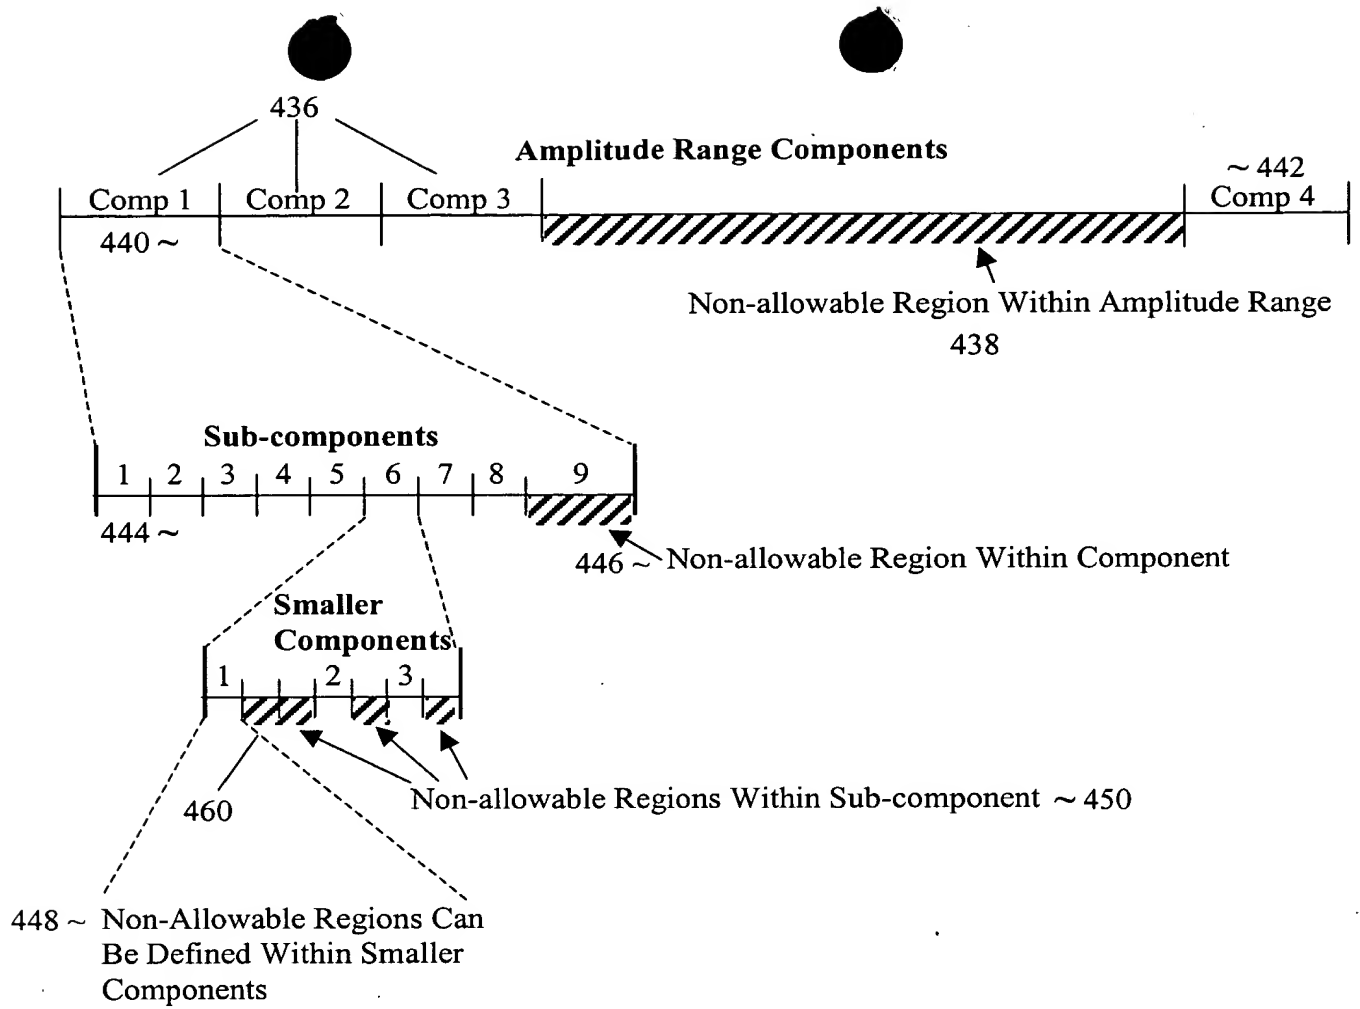 436
Amplitude Range Components
~ 442
Comp 1 Comp 2 Comp 3 Comp 4
440 ~
Non-allowable Region Within Amplitude Range
438
Sub-components
1 2 3 4 5 6 7 8 9
444 ~
446 ~ Non-allowable Region Within Component
Smaller
Components
1 2 3
460
Non-allowable Regions Within Sub-component ~ 450
448 ~ Non-Allowable Regions Can
Be Defined Within Smaller
Components